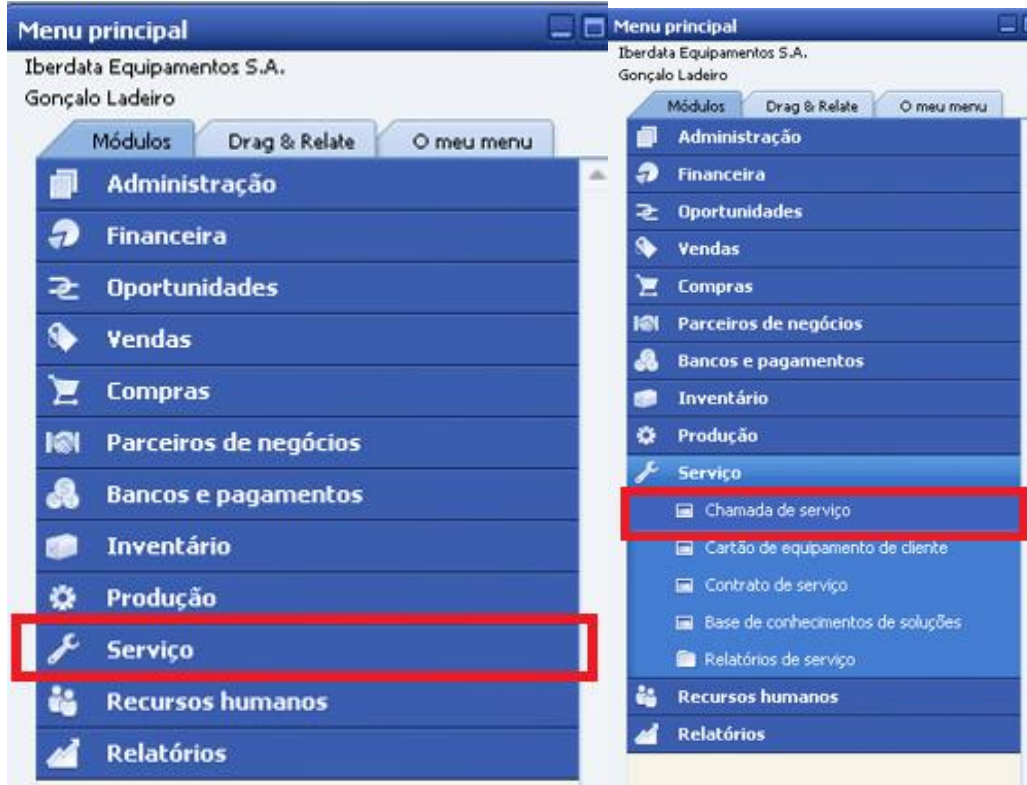 Menu principal
Iberdata Equipamentos S.A.
Gonçalo Ladeiro
Módulos Drag & Relate O meu menu
Administração
Financeira
Oportunidades
Vendas
Compras
Parceiros de negócios
Bancos e pagamentos
Inventário
Produção
Serviço
Recursos humanos
Relatórios
Menu principal
Iberdata Equipamentos S.A.
Gonçalo Ladeiro
Módulos Drag & Relate O meu menu
Administração
Financeira
Oportunidades
Vendas
Compras
Parceiros de negócios
Bancos e pagamentos
Inventário
Produção
Serviço
Chamada de serviço
Cartão de equipamento de cliente
Contrato de serviço
Base de conhecimentos de soluções
Relatórios de serviço
Recursos humanos
Relatórios